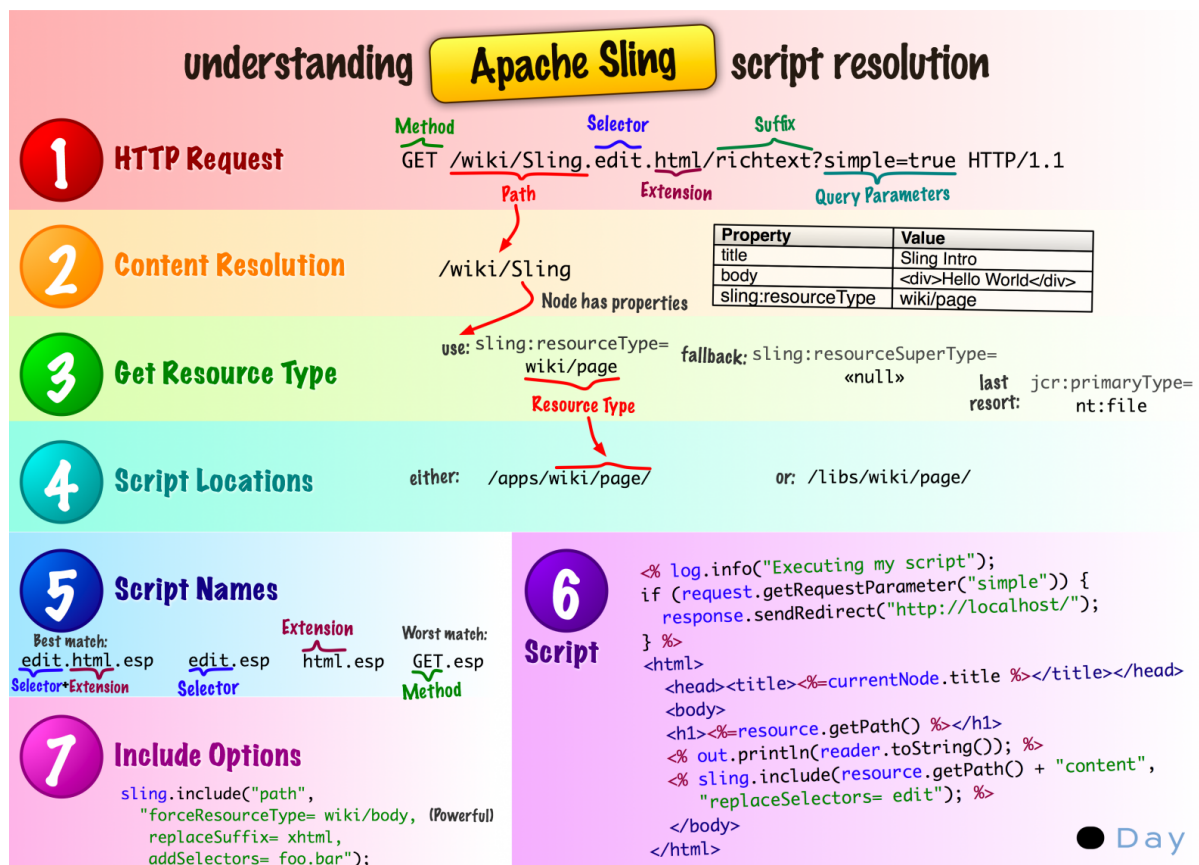 understanding Apache Sling script resolution
1 HTTP Request
Method
Selector
Suffix
GET /wiki/Sling.edit.html/richtext?simple=true HTTP/1.1
Path
Extension
Query Parameters
2 Content Resolution
/wiki/Sling
Node has properties
Property Value
title Sling Intro
body <div>Hello World</div>
sling:resourceType wiki/page
3 Get Resource Type
use: sling:resourceType=
wiki/page
Resource Type
fallback: sling:resourceSuperType=
«null»
last resort: jcr:primaryType=
nt:file
4 Script Locations
either: /apps/wiki/page/ or: /libs/wiki/page/
5 Script Names
Best match:
edit.html.esp
Selector+Extension
edit.esp
Selector
Extension
html.esp
Worst match:
GET.esp
Method
6 Script
<% log.info("Executing my script");
if (request.getRequestParameter("simple")) {
response.sendRedirect("http://localhost/");
} %>
<html>
<head><title><%=currentNode.title %></title></head>
<body>
<h1><%=resource.getPath() %></h1>
<% out.println(reader.toString()); %>
<% sling.include(resource.getPath() + "content",
"replaceSelectors= edit"); %>
</body>
</html>
7 Include Options
sling.include("path",
"forceResourceType= wiki/body, (Powerful)
replaceSuffix= xhtml,
addSelectors= foo.bar");
Day